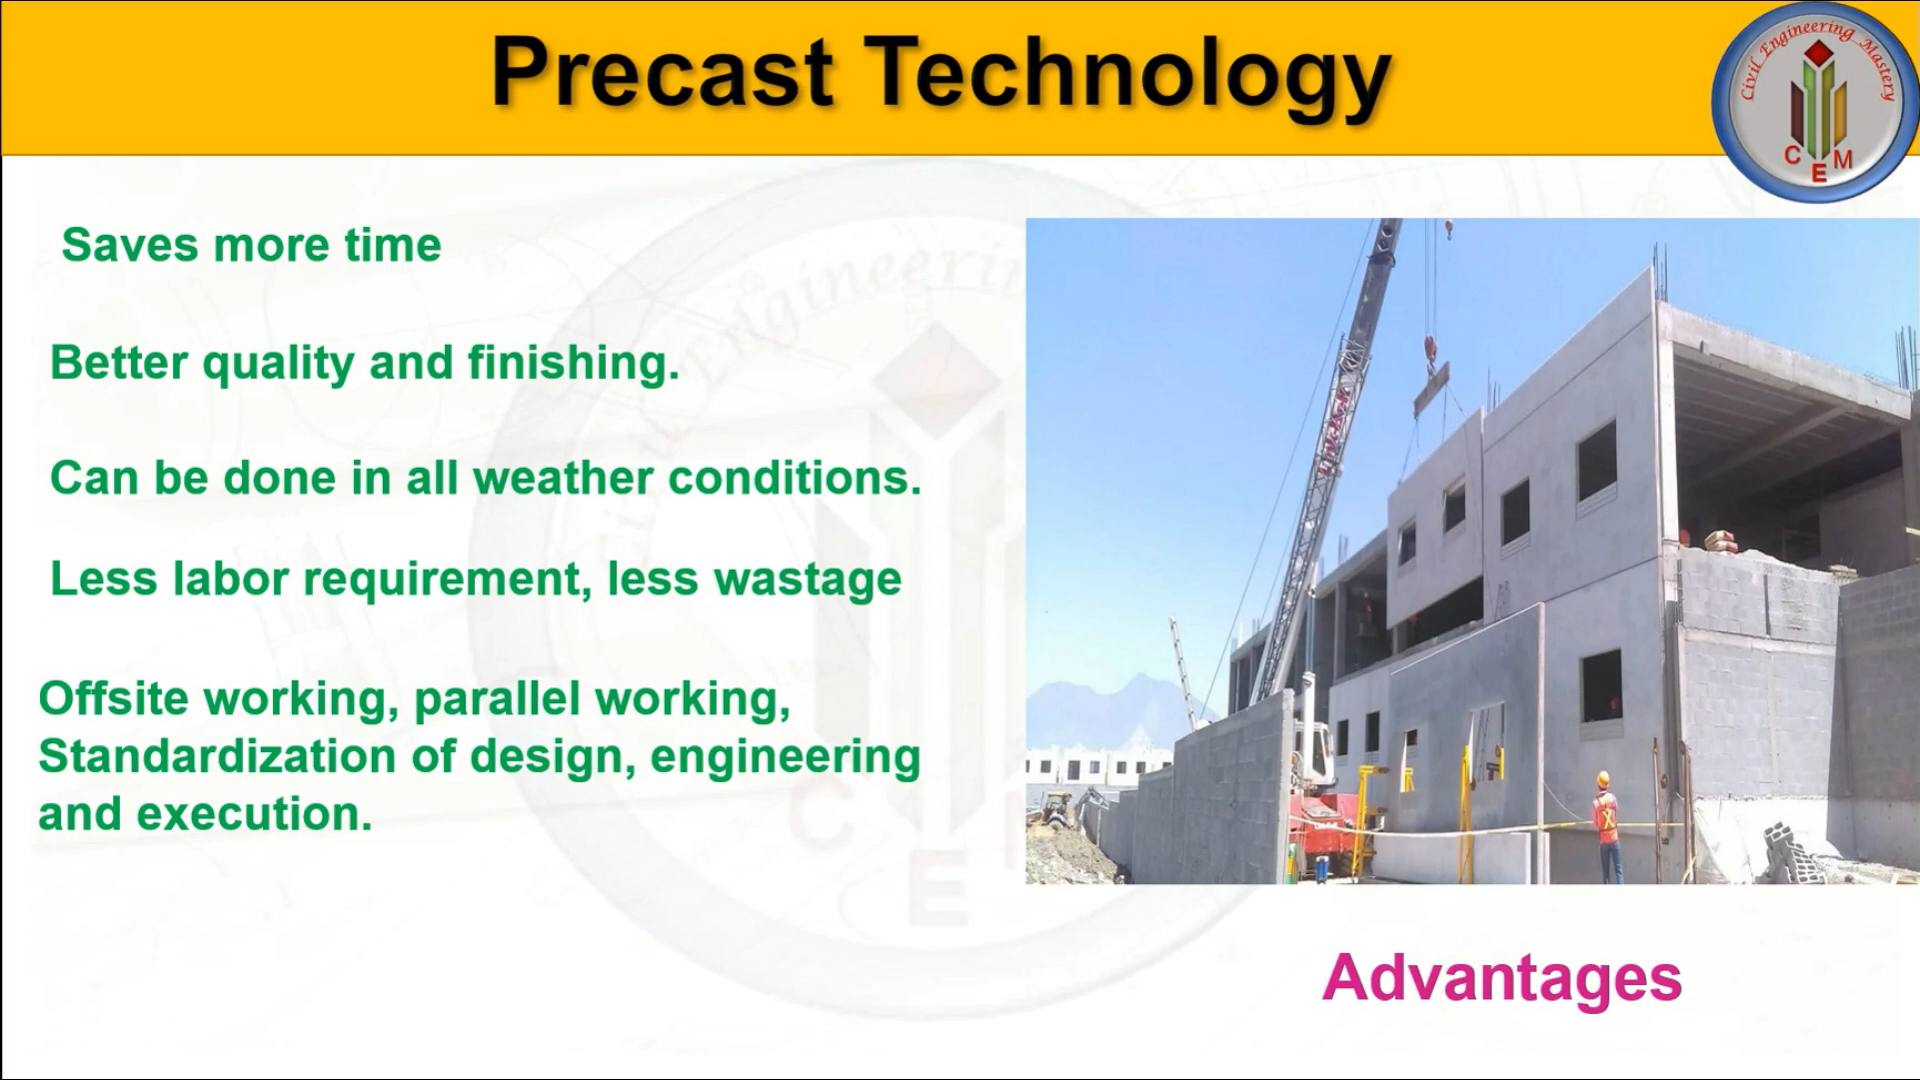 Precast Technology
Civil Engineering Mastery
C E M
Saves more time
Better quality and finishing.
Can be done in all weather conditions.
Less labor requirement, less wastage
Offsite working, parallel working,
Standardization of design, engineering
and execution.
Advantages